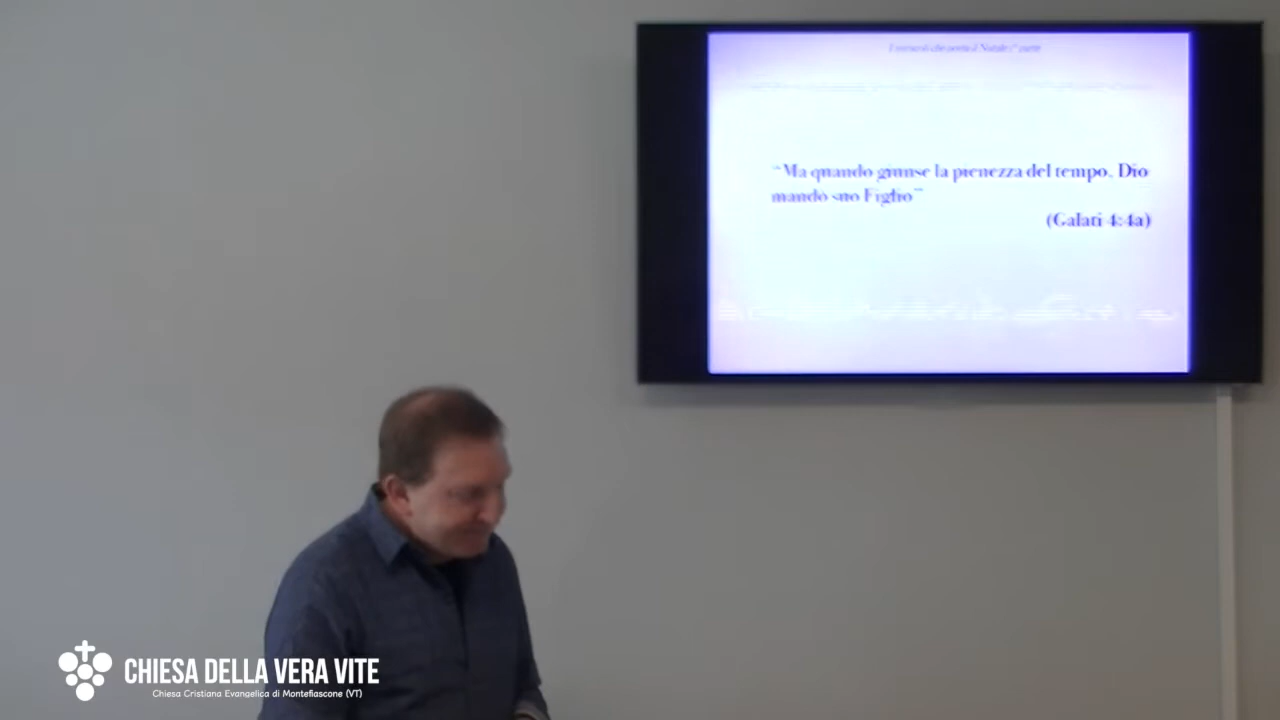 "Ma quando giunse la pienezza del tempo, Dio
mandò suo Figlio"
(Galati 4:4a)
CHIESA DELLA VERA VITE
Chiesa Cristiana Evangelica di Montefiascone (VT)